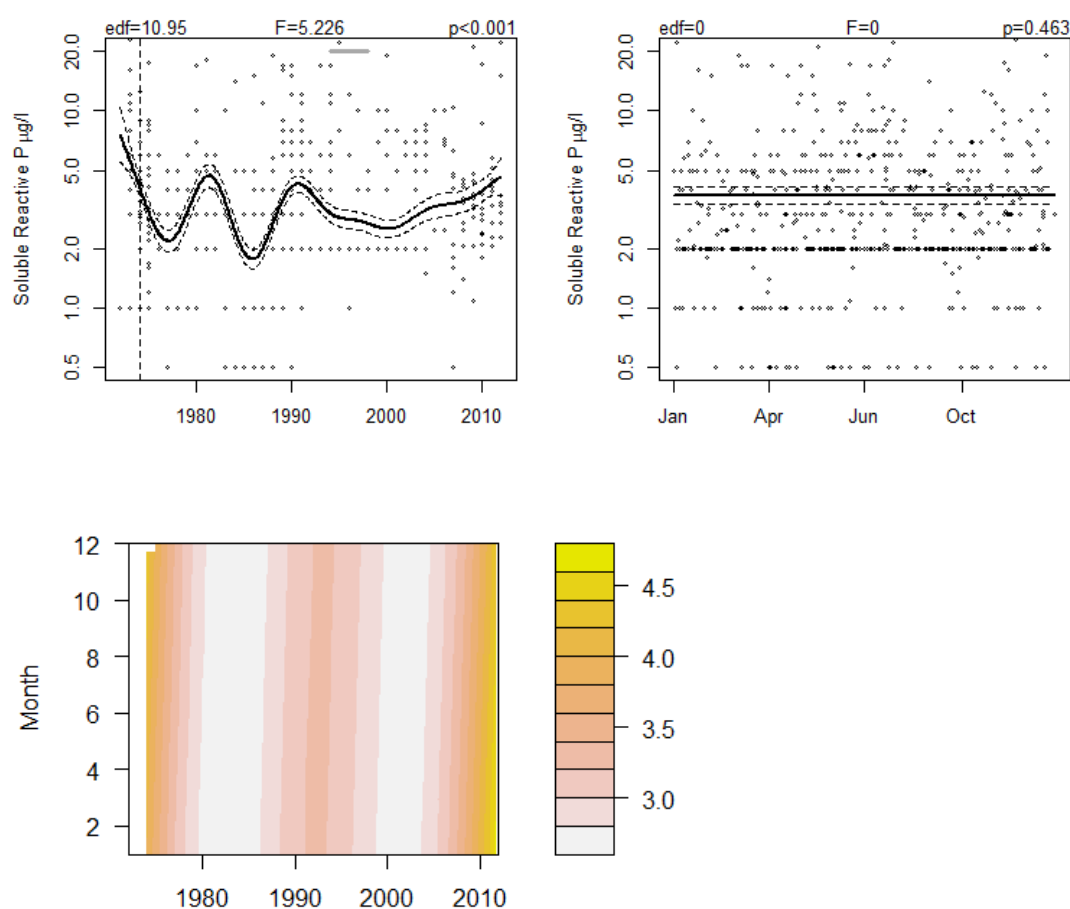 edf=10.95 F=5.226 p<0.001
Soluble Reactive P µg/l
20.0
10.0
5.0
2.0
1.0
0.5
1980 1990 2000 2010
edf=0 F=0 p=0.463
Soluble Reactive P µg/l
20.0
10.0
5.0
2.0
1.0
0.5
Jan Apr Jun Oct
Month
12
10
8
6
4
2
1980 1990 2000 2010
4.5
4.0
3.5
3.0